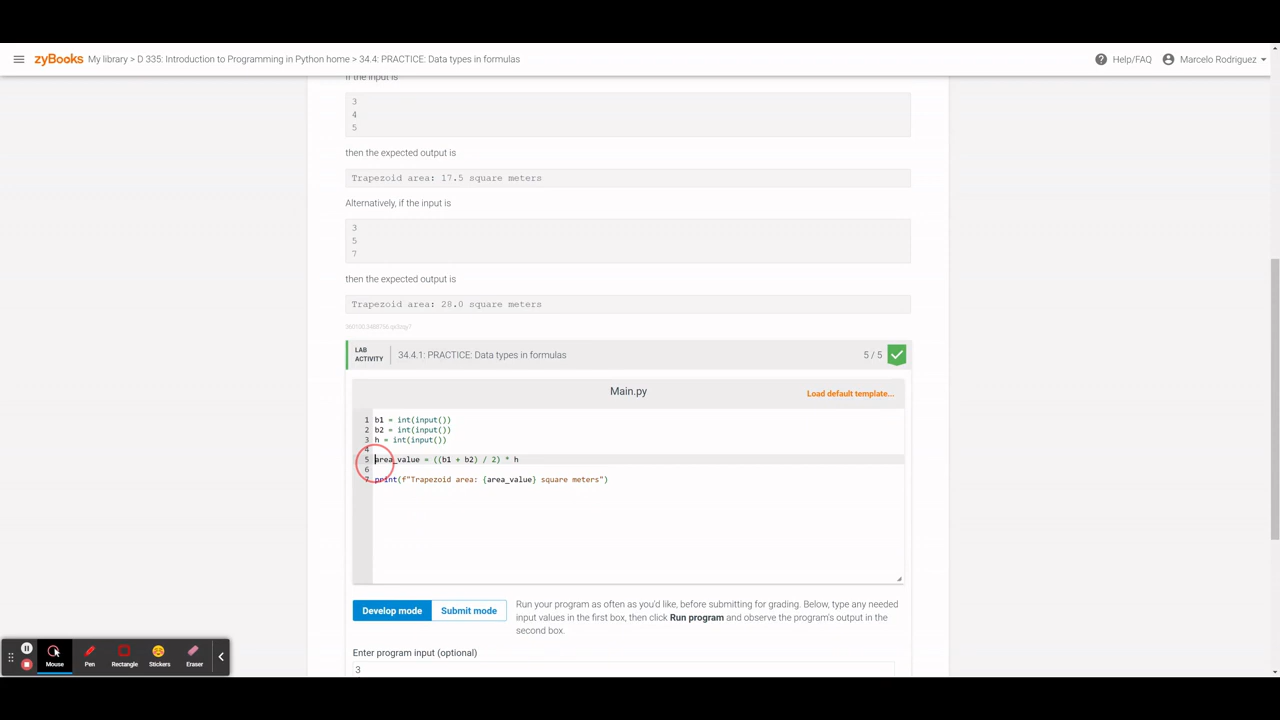 zyBooks My library > D 335: Introduction to Programming in Python home > 34.4: PRACTICE: Data types in formulas
Help/FAQ Marcelo Rodriguez
If the input is
3
4
5
then the expected output is
Trapezoid area: 17.5 square meters
Alternatively, if the input is
3
5
7
then the expected output is
Trapezoid area: 28.0 square meters
LAB ACTIVITY 34.4.1: PRACTICE: Data types in formulas 5 / 5
Main.py
Load default template...
1 b1 = int(input())
2 b2 = int(input())
3 h = int(input())
4
5 area_value = ((b1 + b2) / 2) * h
6
7 print(f"Trapezoid area: {area_value} square meters")
Develop mode Submit mode
Run your program as often as you'd like, before submitting for grading. Below, type any needed
input values in the first box, then click Run program and observe the program's output in the
second box.
Enter program input (optional)
3
Mouse Pen Rectangle Stickers Eraser